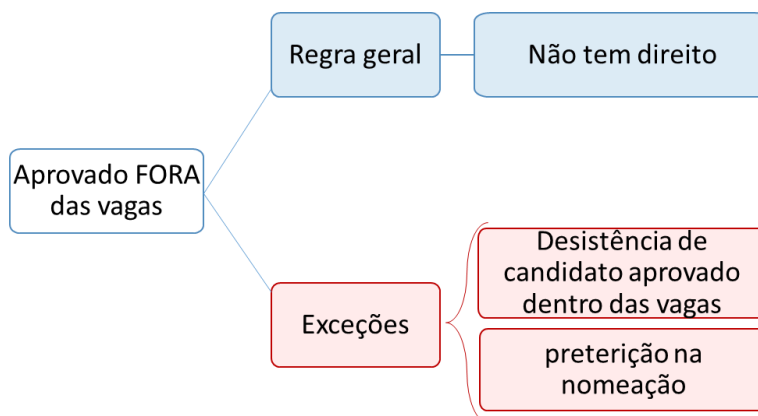 Regra geral
Não tem direito
Aprovado FORA
das vagas
Exceções
Desistência de
candidato aprovado
dentro das vagas
preterição na
nomeação